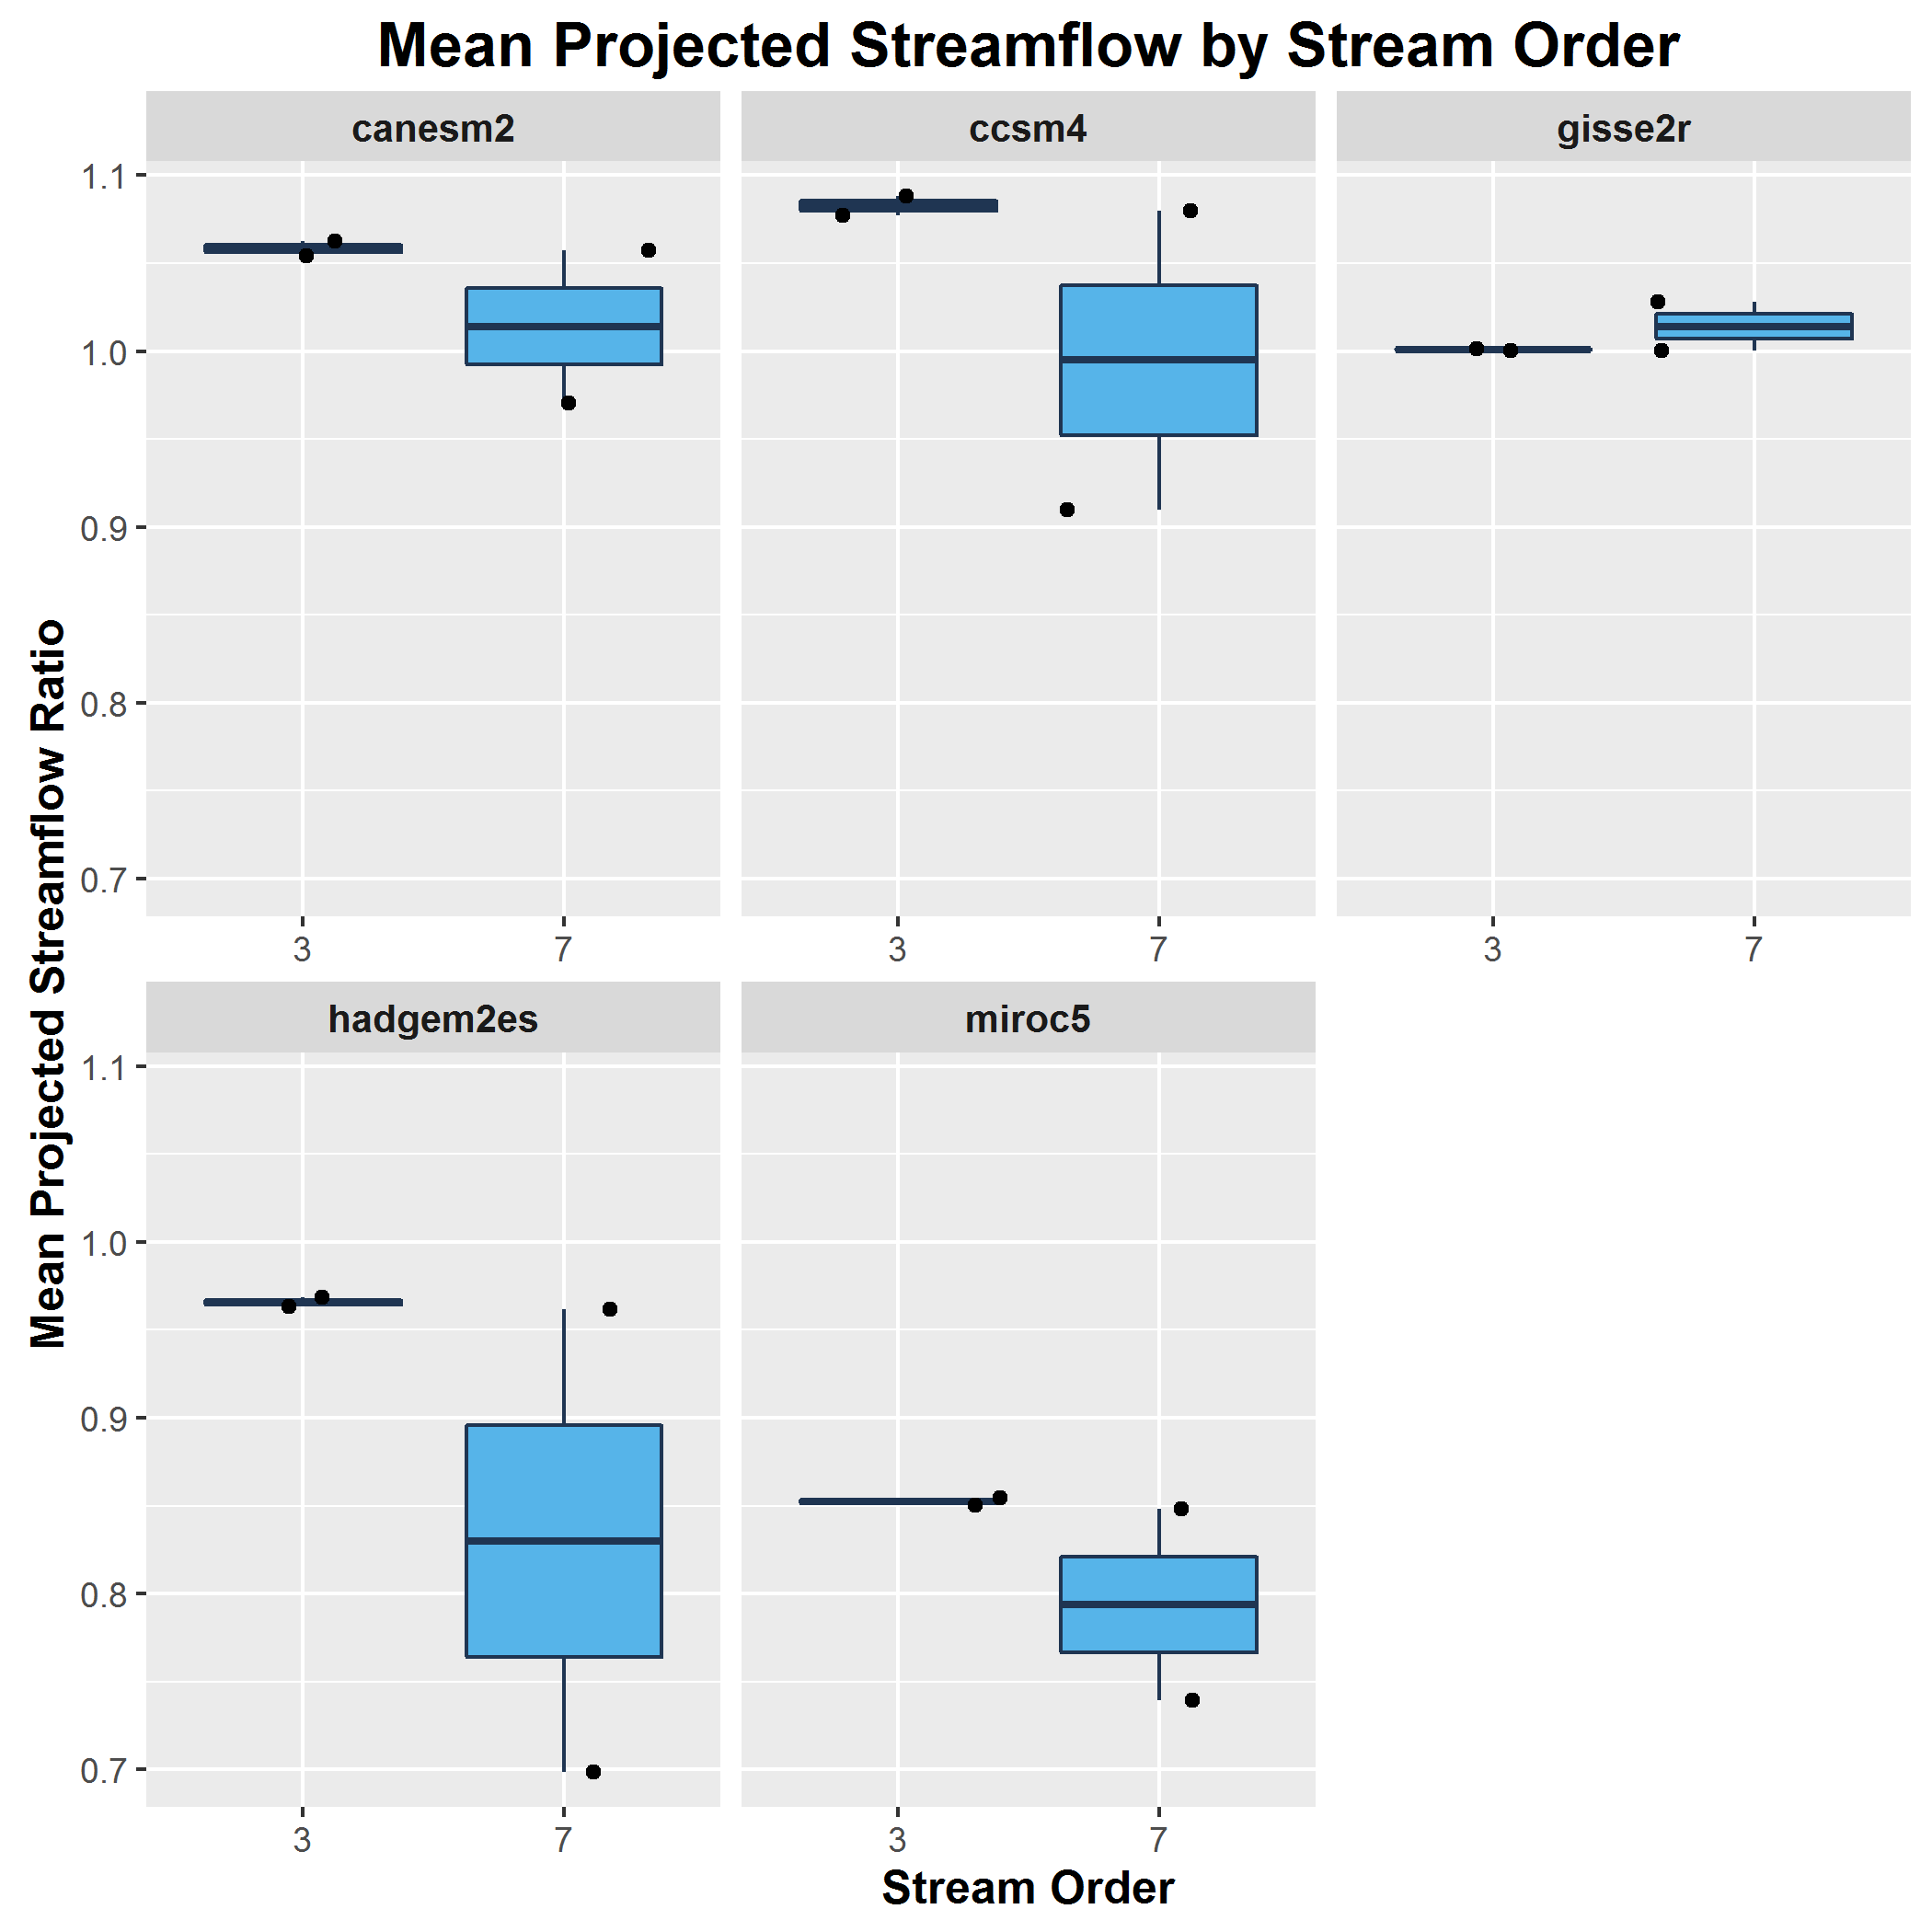 Mean Projected Streamflow by Stream Order
canesm2
ccsm4
gisse2r
1.1
1.0
0.9
0.8
0.7
3
7
3
7
3
7
Mean Projected Streamflow Ratio
hadgem2es
miroc5
1.1
1.0
0.9
0.8
0.7
3
7
3
7
Stream Order